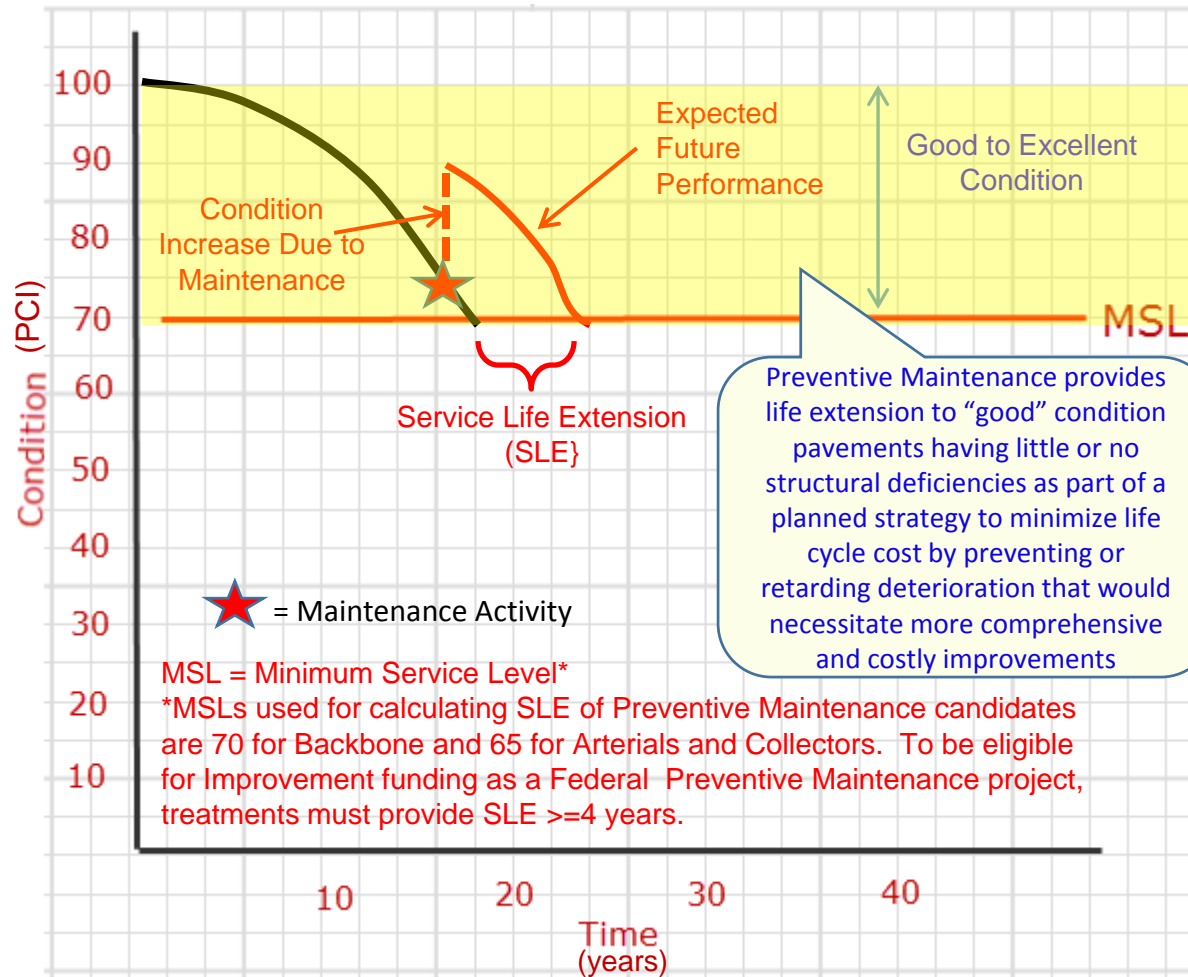 100
90
80
70
60
50
40
30
20
10
Condition (PCI)
Expected
Future
Performance
Good to Excellent
Condition
Condition
Increase Due to
Maintenance
MSL
Service Life Extension
(SLE}
Preventive Maintenance provides
life extension to “good” condition
pavements having little or no
structural deficiencies as part of a
planned strategy to minimize life
cycle cost by preventing or
retarding deterioration that would
necessitate more comprehensive
and costly improvements
= Maintenance Activity
MSL = Minimum Service Level*
*MSLs used for calculating SLE of Preventive Maintenance candidates
are 70 for Backbone and 65 for Arterials and Collectors.  To be eligible
for Improvement funding as a Federal  Preventive Maintenance project,
treatments must provide SLE >=4 years.
10 20 30 40
Time
(years)